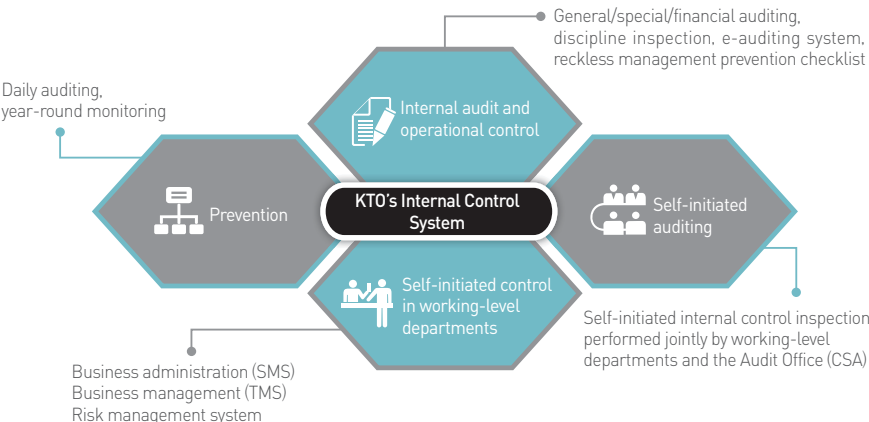 General/special/financial auditing,
discipline inspection, e-auditing system,
reckless management prevention checklist
Daily auditing,
year-round monitoring
Internal audit and
operational control
Prevention
KTO's Internal Control
System
Self-initiated
auditing
Self-initiated control
in working-level
departments
Self-initiated internal control inspection
performed jointly by working-level
departments and the Audit Office (CSA)
Business administration (SMS)
Business management (TMS)
Risk management system